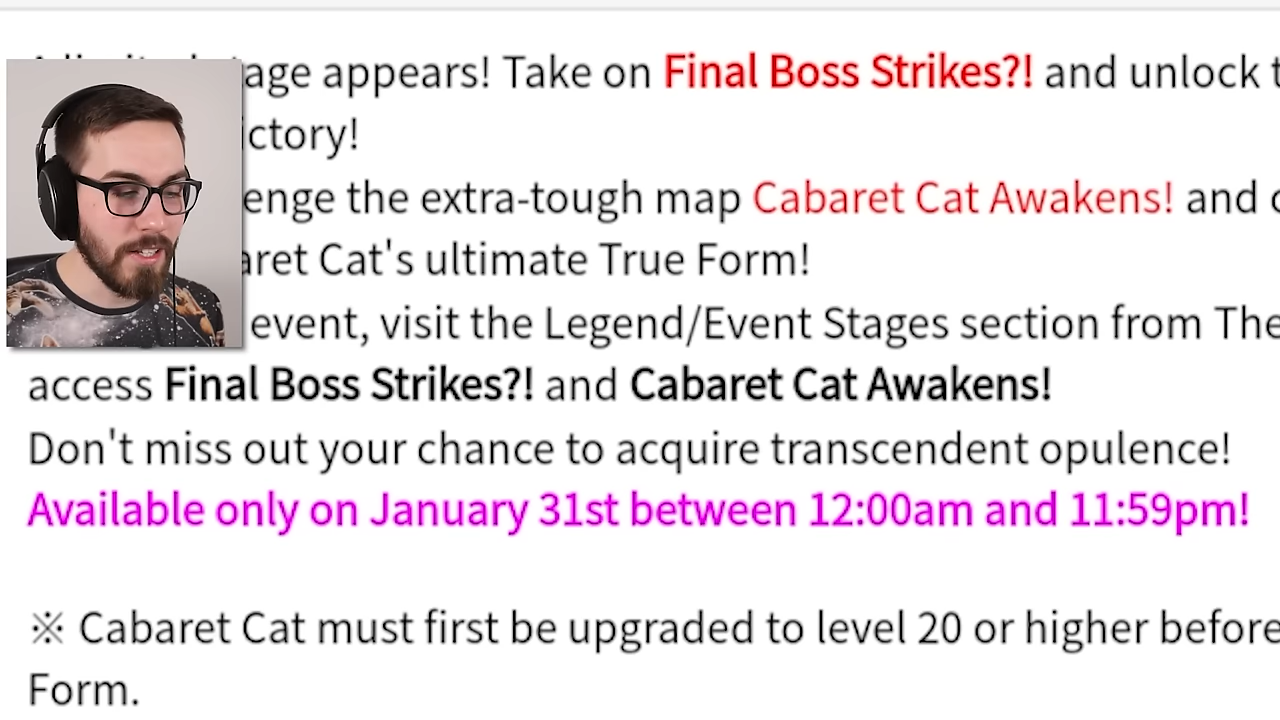 tage appears! Take on Final Boss Strikes?! and unlock t
ictory!
enge the extra-tough map Cabaret Cat Awakens! and
aret Cat's ultimate True Form!
event, visit the Legend/Event Stages section from The
access Final Boss Strikes?! and Cabaret Cat Awakens!
Don't miss out your chance to acquire transcendent opulence!
Available only on January 31st between 12:00am and 11:59pm!
※ Cabaret Cat must first be upgraded to level 20 or higher before
Form.